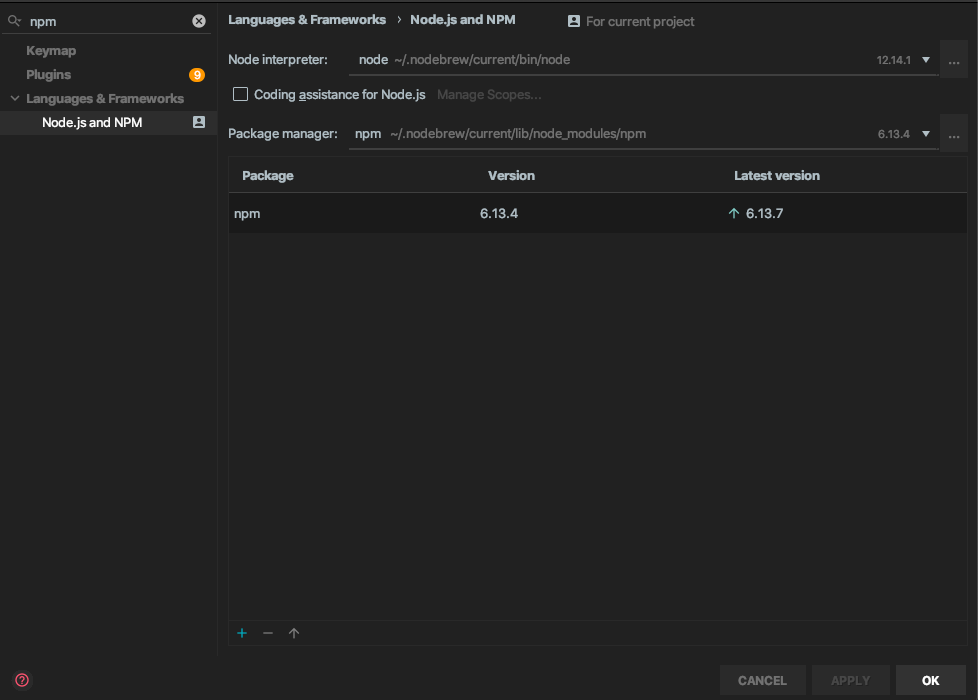 npm
Keymap
Plugins 9
Languages & Frameworks
Node.js and NPM
Languages & Frameworks › Node.js and NPM For current project
Node interpreter: node ~/.nodebrew/current/bin/node 12.14.1 ...
Coding assistance for Node.js Manage Scopes...
Package manager: npm ~/.nodebrew/current/lib/node_modules/npm 6.13.4 ...
Package Version Latest version
npm 6.13.4 ↑ 6.13.7
+ − ↑
? CANCEL APPLY OK